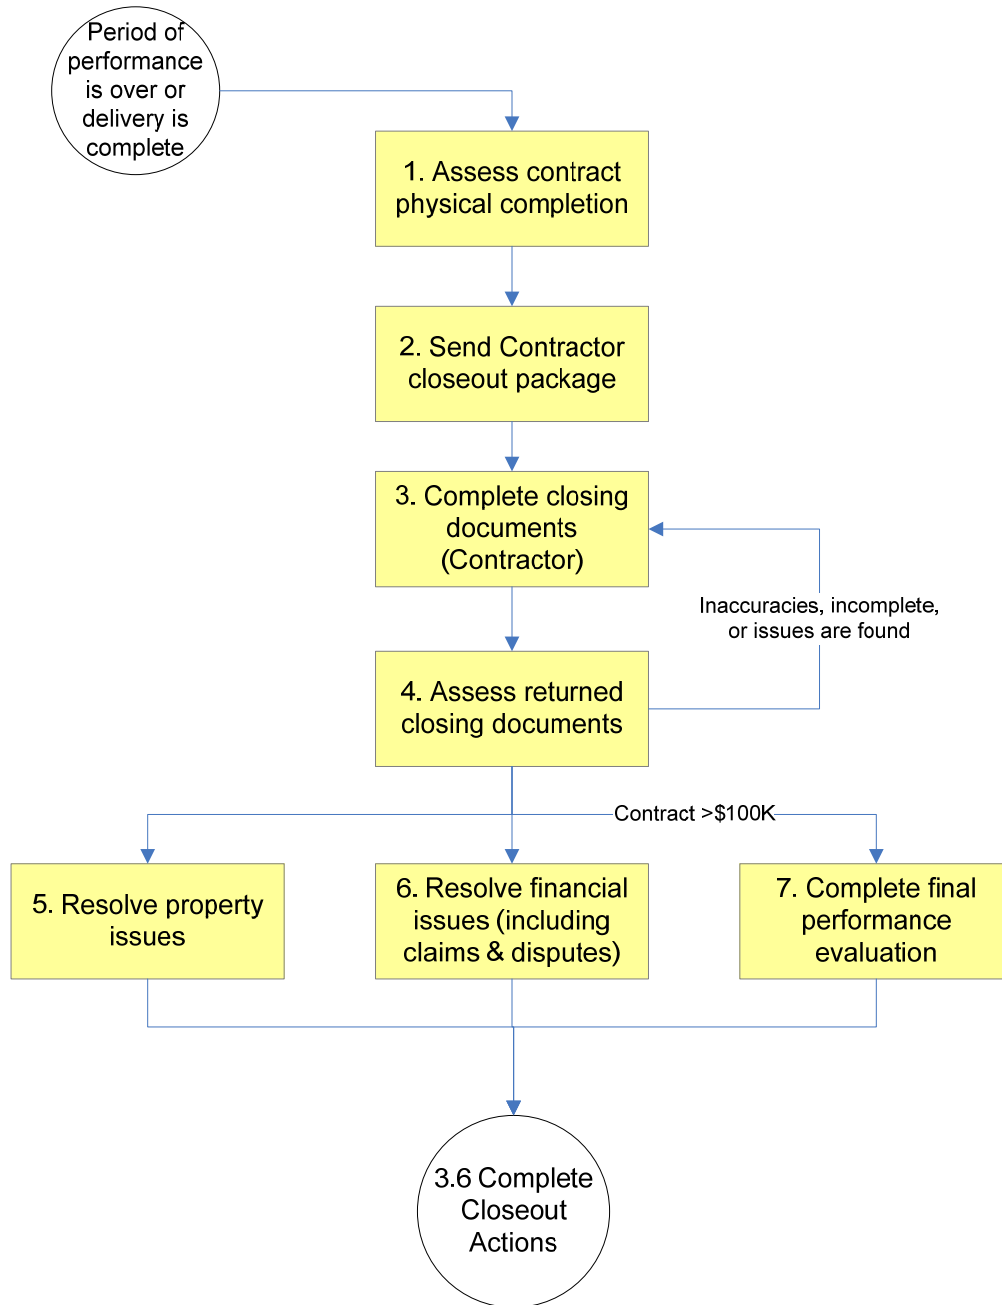 Period of
performance
is over or
delivery is
complete
1. Assess contract
physical completion
2. Send Contractor
closeout package
3. Complete closing
documents
(Contractor)
Inaccuracies, incomplete,
or issues are found
4. Assess returned
closing documents
Contract >$100K
5. Resolve property
issues
6. Resolve financial
issues (including
claims & disputes)
7. Complete final
performance
evaluation
3.6 Complete
Closeout
Actions